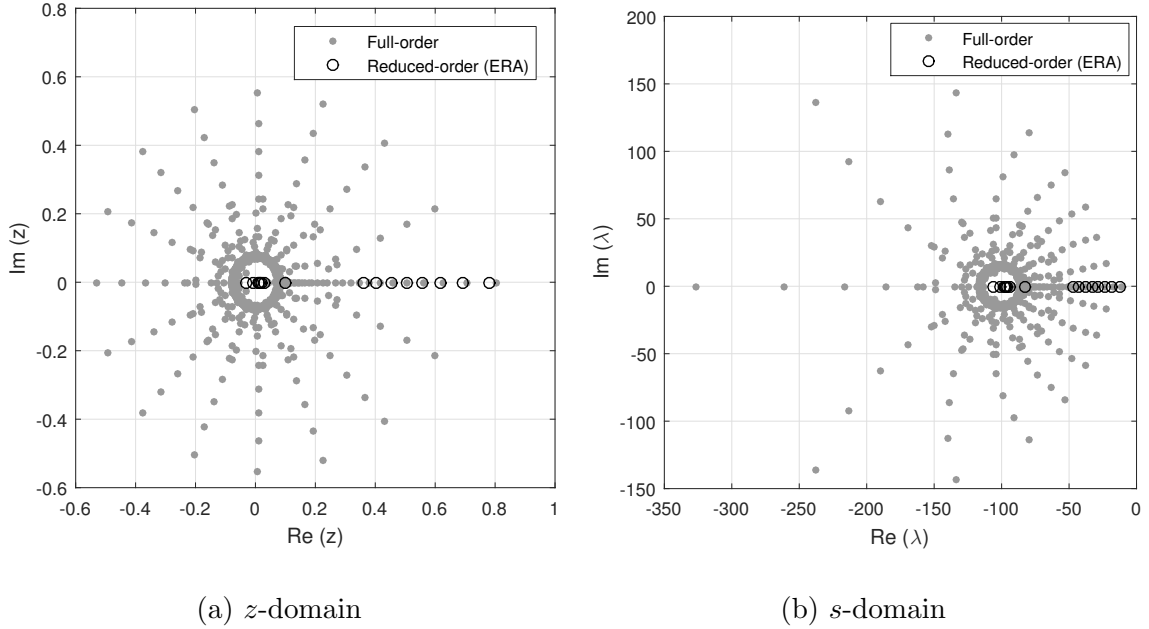 0.8
0.6
0.4
0.2
0
-0.2
-0.4
-0.6
Im (z)
-0.6 -0.4 -0.2 0 0.2 0.4 0.6 0.8 1
Re (z)
Full-order
Reduced-order (ERA)
(a) z-domain
200
150
100
50
0
-50
-100
-150
Im (λ)
-350 -300 -250 -200 -150 -100 -50 0
Re (λ)
Full-order
Reduced-order (ERA)
(b) s-domain